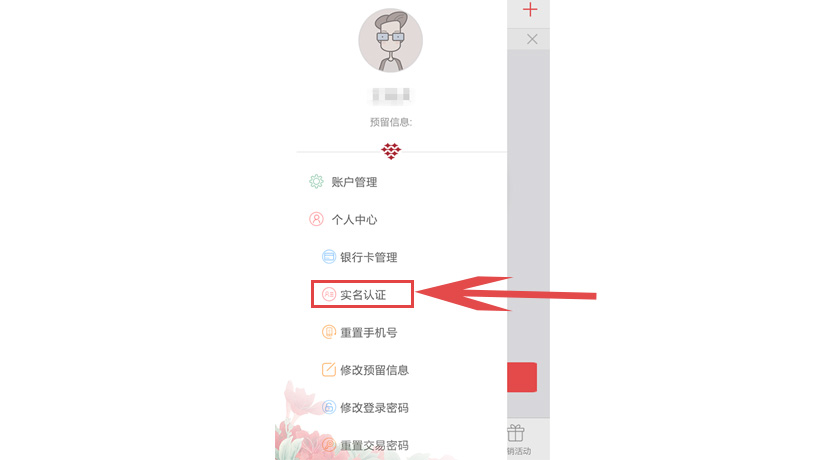 预留信息:
账户管理
个人中心
银行卡管理
实名认证
重置手机号
修改预留信息
修改登录密码
重置交易密码
销活动